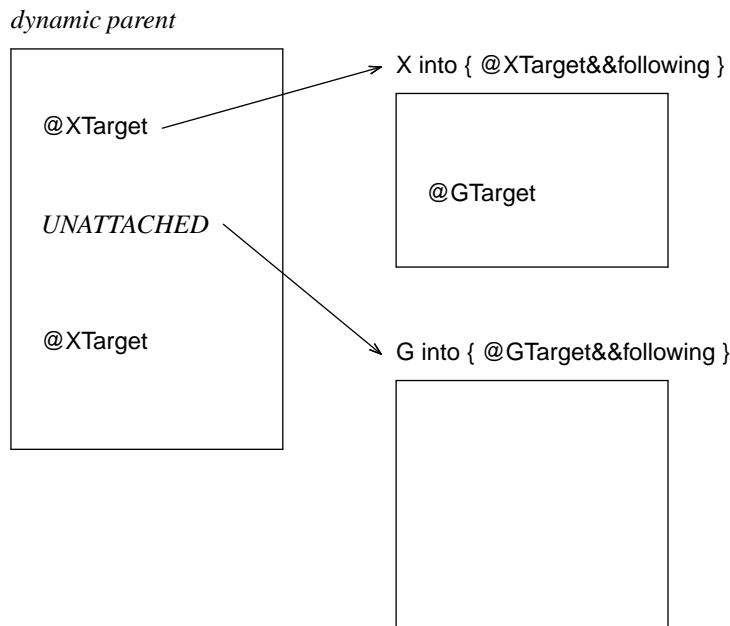 dynamic parent
X into { @XTarget&&following }
@XTarget
@GTarget
UNATTACHED
@XTarget
G into { @GTarget&&following }